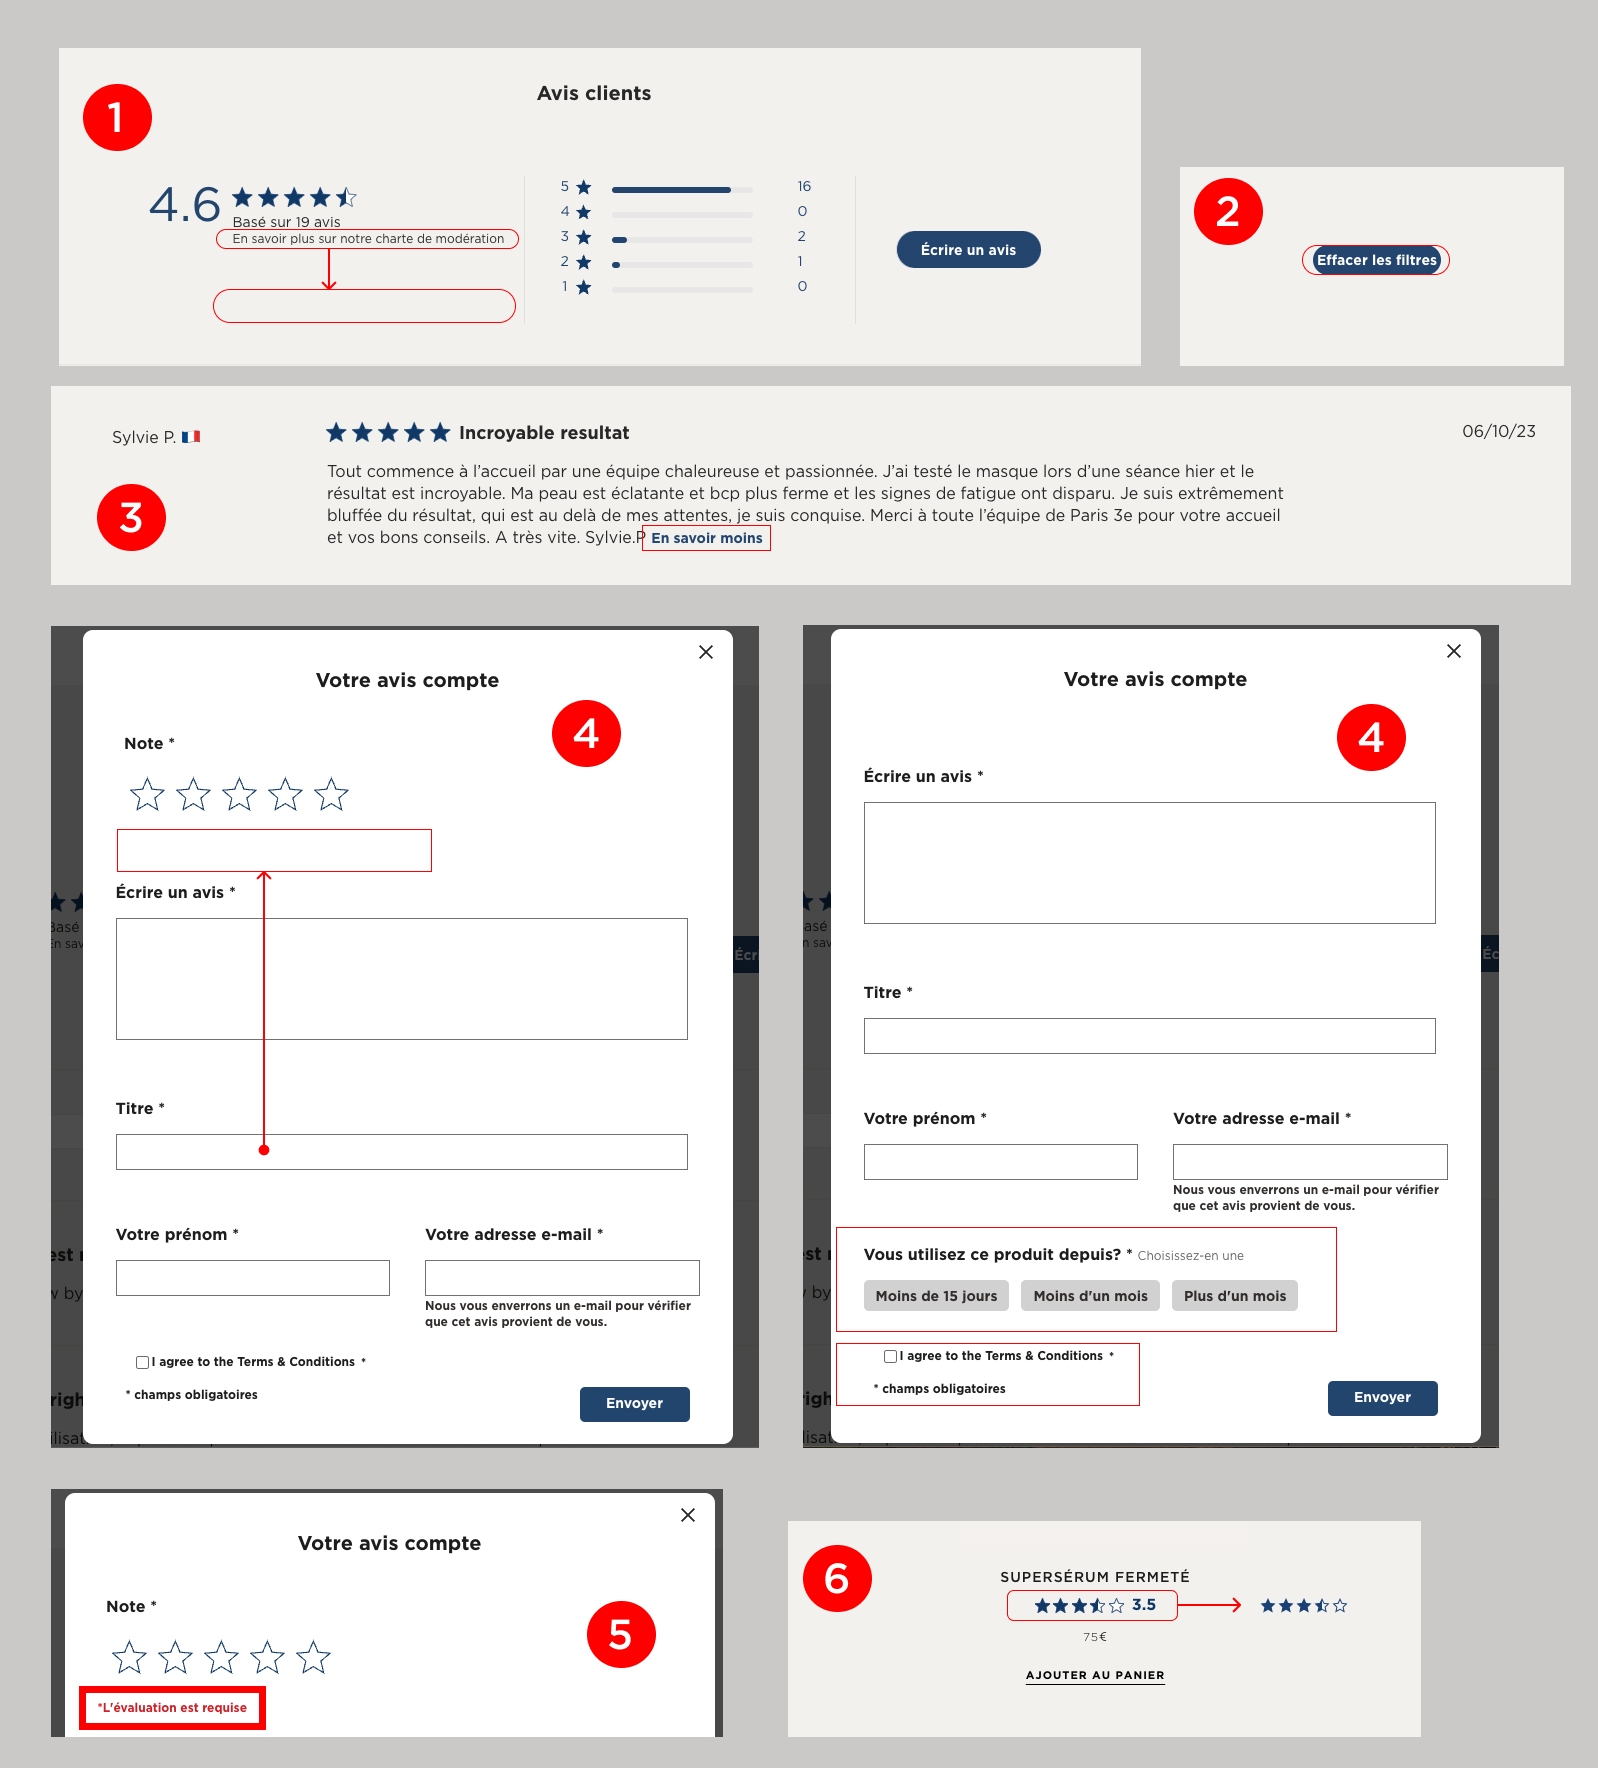 1
Avis clients
4.6
Basé sur 19 avis
En savoir plus sur notre charte de modération
5 16
4 0
3 2
2 1
1 0
Écrire un avis
2
Effacer les filtres
Sylvie P.
Incroyable resultat
06/10/23
Tout commence à l'accueil par une équipe chaleureuse et passionnée. J'ai testé le masque lors d'une séance hier et le
résultat est incroyable. Ma peau est éclatante et bcp plus ferme et les signes de fatigue ont disparu. Je suis extrêmement
bluffée du résultat, qui est au delà de mes attentes, je suis conquise. Merci à toute l'équipe de Paris 3e pour votre accueil
et vos bons conseils. A très vite. Sylvie.P En savoir moins
3
Votre avis compte
4
Note *
Écrire un avis *
Titre *
Votre prénom *
Votre adresse e-mail *
Nous vous enverrons un e-mail pour vérifier
que cet avis provient de vous.
I agree to the Terms & Conditions *
* champs obligatoires
Envoyer
Votre avis compte
4
Écrire un avis *
Titre *
Votre prénom *
Votre adresse e-mail *
Nous vous enverrons un e-mail pour vérifier
que cet avis provient de vous.
Vous utilisez ce produit depuis? * Choisissez-en une
Moins de 15 jours
Moins d'un mois
Plus d'un mois
I agree to the Terms & Conditions *
* champs obligatoires
Envoyer
Votre avis compte
Note *
5
*L'évaluation est requise
6
SUPERSÉRUM FERMETÉ
3.5
75€
AJOUTER AU PANIER